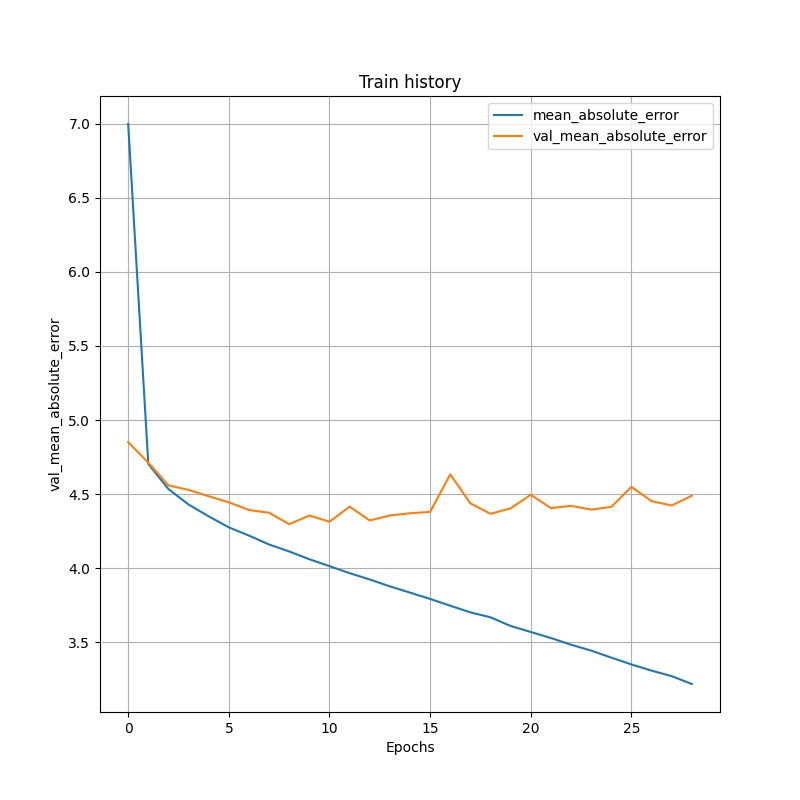 Train history
mean_absolute_error
val_mean_absolute_error
7.0
6.5
6.0
5.5
5.0
4.5
4.0
3.5
val_mean_absolute_error
0 5 10 15 20 25
Epochs